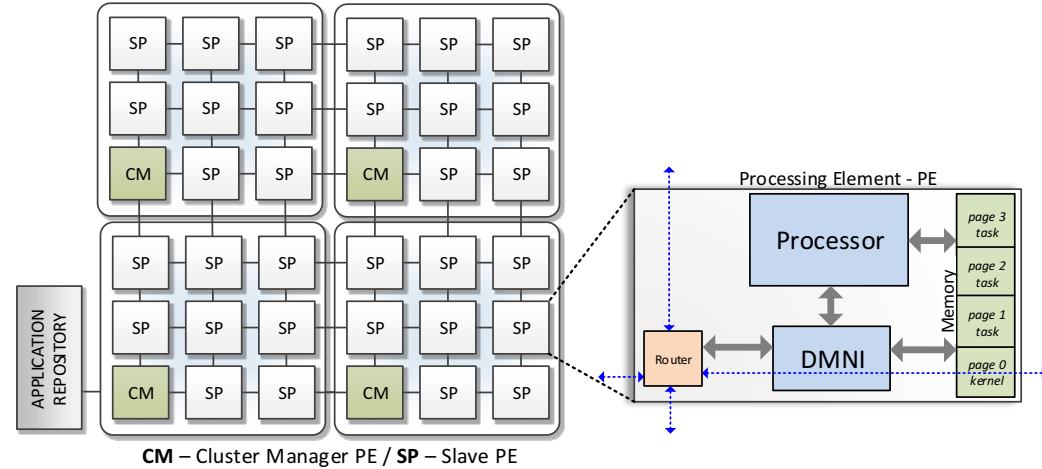 SP SP SP SP SP SP
SP SP SP SP SP SP
CM SP SP CM SP SP
SP SP SP SP SP SP
SP SP SP SP SP SP
CM SP SP CM SP SP
APPLICATION
REPOSITORY
CM – Cluster Manager PE / SP – Slave PE
Processing Element - PE
Processor
Router
DMNI
Memory
page 3
task
page 2
task
page 1
task
page 0
kernel